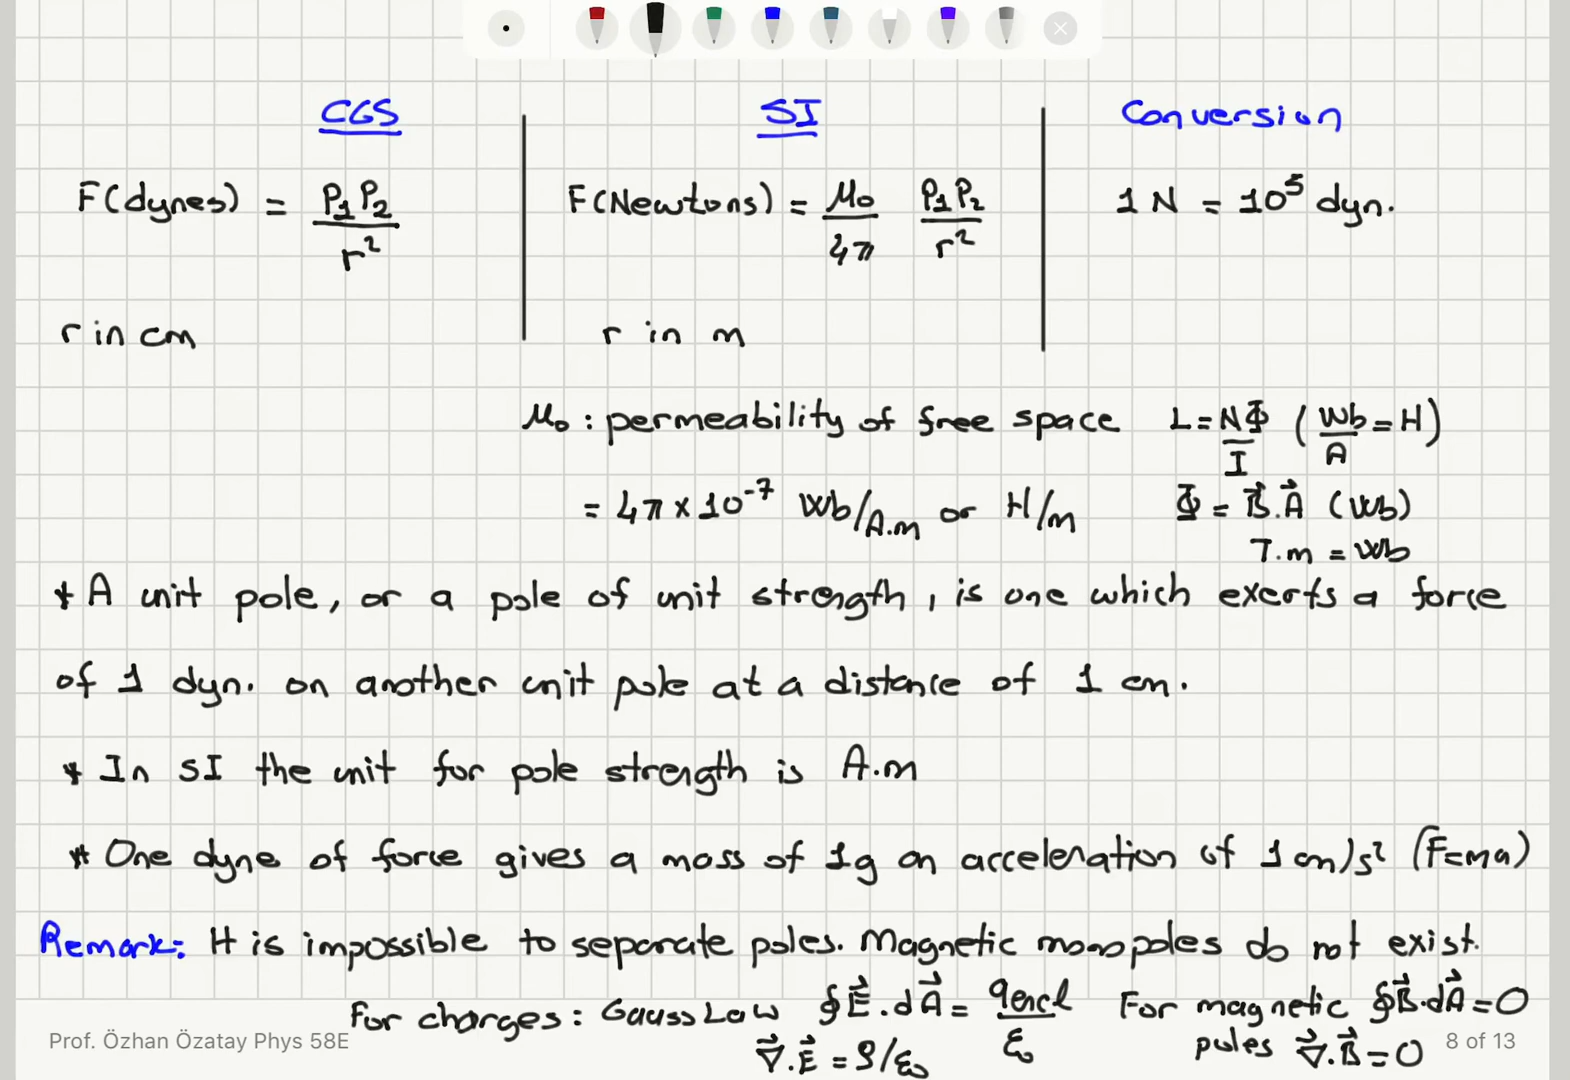 CGS SI Conversion
F(dynes) = P₁P₂/r² F(Newtons) = μ₀/4π P₁P₂/r² 1 N = 10⁵ dyn.
r in cm r in m
μ₀ : permeability of free space L = NΦ/I (Wb/A = H)
= 4π × 10⁻⁷ Wb/A.m or H/m Φ = B⃗.A⃗ (Wb)
T.m = Wb
* A unit pole, or a pole of unit strength, is one which exerts a force
of 1 dyn. on another unit pole at a distance of 1 cm.
* In SI the unit for pole strength is A.m
* One dyne of force gives a mass of 1g an acceleration of 1 cm/s² (F=ma)
Remark: It is impossible to separate poles. Magnetic monopoles do not exist.
For charges: Gauss Law ∮E⃗.dA⃗ = qencl/ε₀ For magnetic ∮B⃗.dA⃗ = 0
∇⃗.E⃗ = ρ/ε₀ poles ∇⃗.B⃗ = 0
Prof. Özhan Özatay Phys 58E 8 of 13